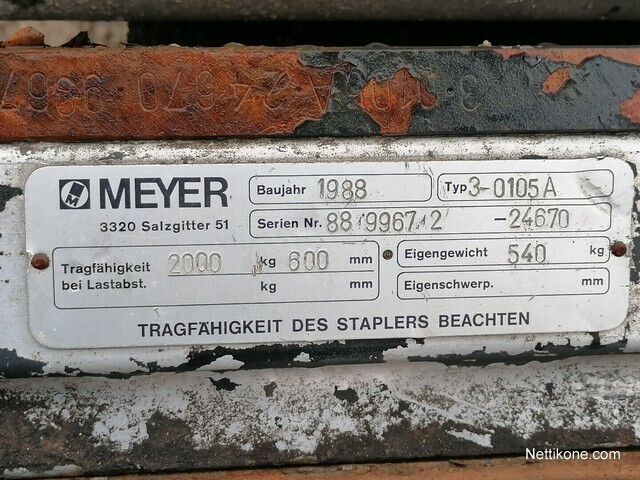 MEYER
3320 Salzgitter 51
Baujahr 1988 Typ 3-0105 A
Serien Nr. 88 9967/2 -24670
Tragfähigkeit bei Lastabst. 2000 kg 600 mm
kg mm
Eigengewicht 540 kg
Eigenschwerp. mm
TRAGFÄHIGKEIT DES STAPLERS BEACHTEN
Nettikone.com